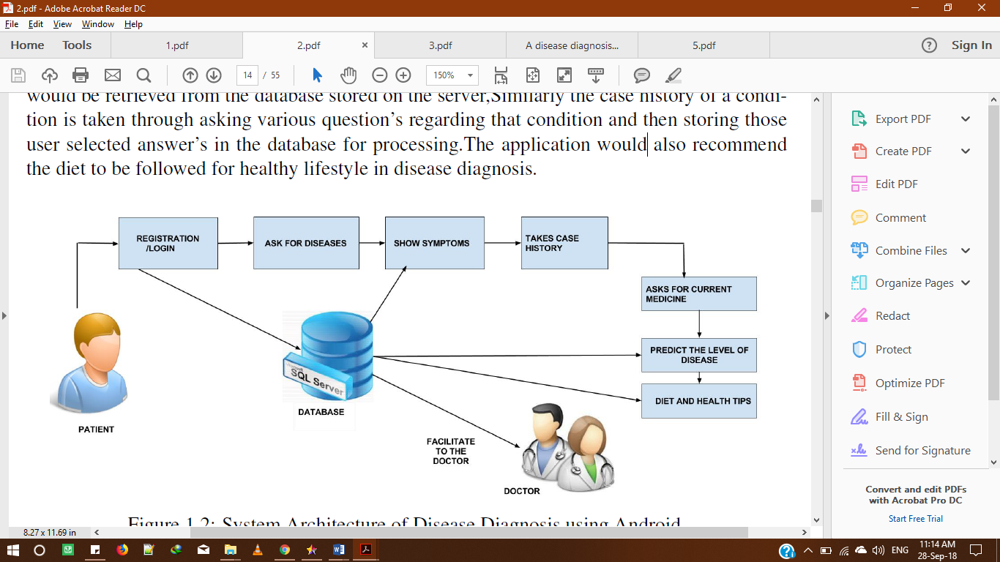 2.pdf - Adobe Acrobat Reader DC
File Edit View Window Help
Home Tools 1.pdf 2.pdf × 3.pdf A disease diagnosis... 5.pdf Sign In
14 / 55 150%
would be retrieved from the database stored on the server,Similarly the case history of a condi-
tion is taken through asking various question’s regarding that condition and then storing those
user selected answer’s in the database for processing.The application would also recommend
the diet to be followed for healthy lifestyle in disease diagnosis.
REGISTRATION
/LOGIN
ASK FOR DISEASES
SHOW SYMPTOMS
TAKES CASE
HISTORY
ASKS FOR CURRENT
MEDICINE
PREDICT THE LEVEL OF
DISEASE
DIET AND HEALTH TIPS
SQL Server
DATABASE
PATIENT
FACILITATE
TO THE
DOCTOR
DOCTOR
Figure 1.2: System Architecture of Disease Diagnosis using Android
8.27 x 11.69 in
Export PDF
Create PDF
Edit PDF
Comment
Combine Files
Organize Pages
Redact
Protect
Optimize PDF
Fill & Sign
Send for Signature
Convert and edit PDFs
with Acrobat Pro DC
Start Free Trial
ENG
11:14 AM
28-Sep-18